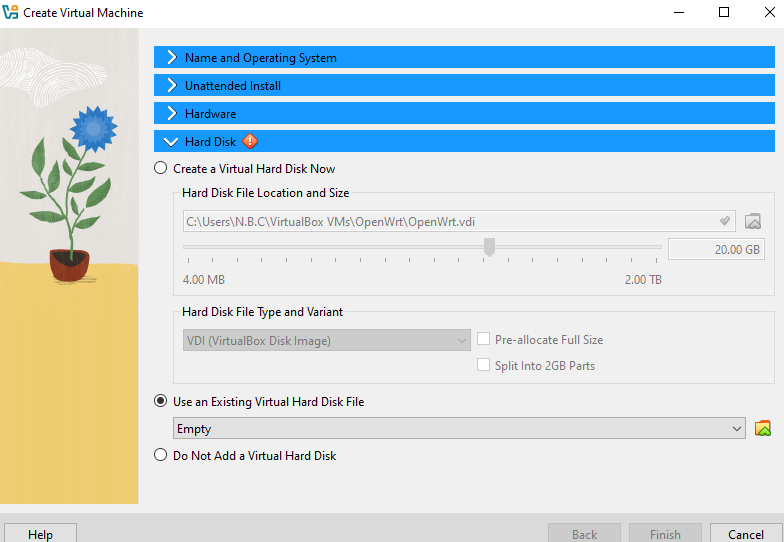 Create Virtual Machine
Name and Operating System
Unattended Install
Hardware
Hard Disk
Create a Virtual Hard Disk Now
Hard Disk File Location and Size
C:\Users\N.B.C\VirtualBox VMs\OpenWrt\OpenWrt.vdi
20.00 GB
4.00 MB 2.00 TB
Hard Disk File Type and Variant
VDI (VirtualBox Disk Image) Pre-allocate Full Size
Split Into 2GB Parts
Use an Existing Virtual Hard Disk File
Empty
Do Not Add a Virtual Hard Disk
Help Back Finish Cancel